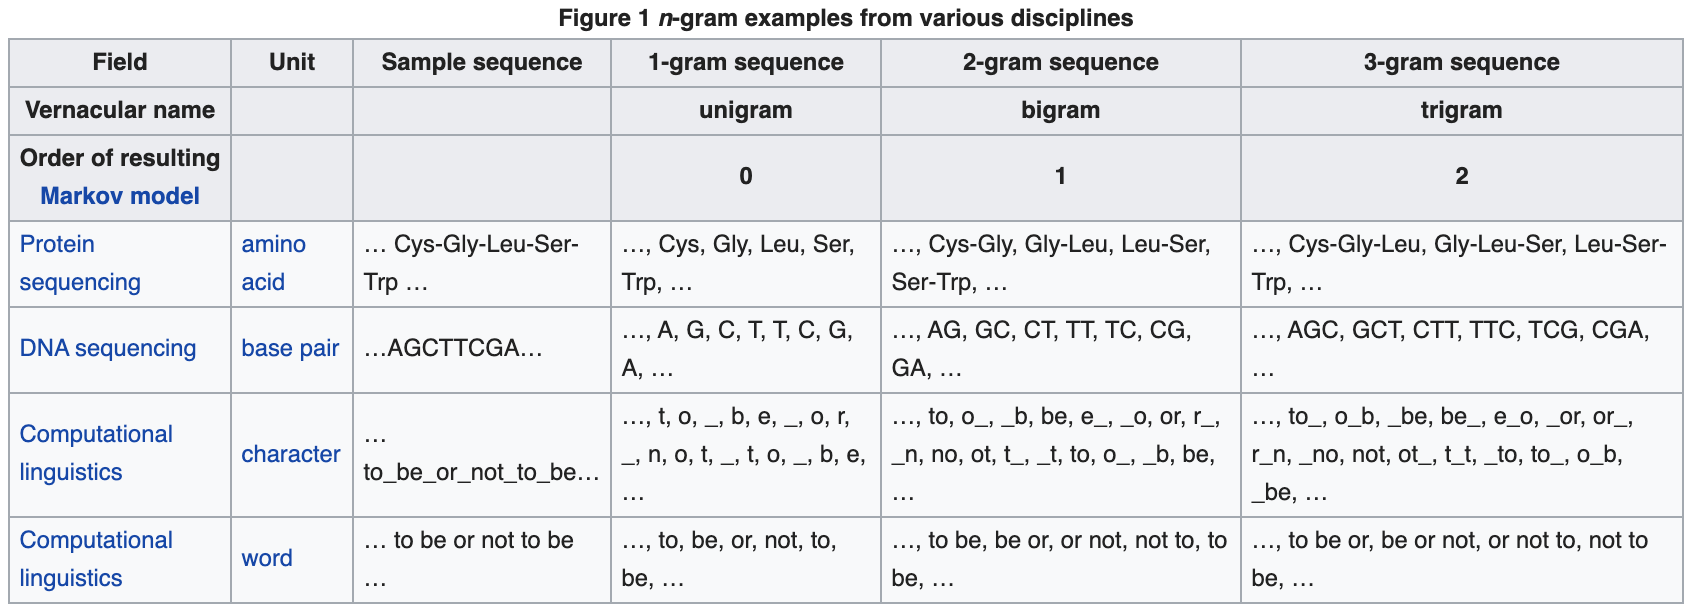 Figure 1 n-gram examples from various disciplines
Field Unit Sample sequence 1-gram sequence 2-gram sequence 3-gram sequence
Vernacular name unigram bigram trigram
Order of resulting
Markov model
0 1 2
Protein
sequencing
amino
acid
… Cys-Gly-Leu-Ser-
Trp …
…, Cys, Gly, Leu, Ser,
Trp, …
…, Cys-Gly, Gly-Leu, Leu-Ser,
Ser-Trp, …
…, Cys-Gly-Leu, Gly-Leu-Ser, Leu-Ser-
Trp, …
DNA sequencing
base pair
…AGCTTCGA…
…, A, G, C, T, T, C, G,
A, …
…, AG, GC, CT, TT, TC, CG,
GA, …
…, AGC, GCT, CTT, TTC, TCG, CGA,
…
Computational
linguistics
character
…
to_be_or_not_to_be…
…, t, o, _, b, e, _, o, r,
_, n, o, t, _, t, o, _, b, e,
…
…, to, o_, _b, be, e_, _o, or, r_,
_n, no, ot, t_, _t, to, o_, _b, be,
…
…, to_, o_b, _be, be_, e_o, _or, or_,
r_n, _no, not, ot_, t_t, _to, to_, o_b,
_be, …
Computational
linguistics
word
… to be or not to be
…
…, to, be, or, not, to,
be, …
…, to be, be or, or not, not to, to
be, …
…, to be or, be or not, or not to, not to
be, …